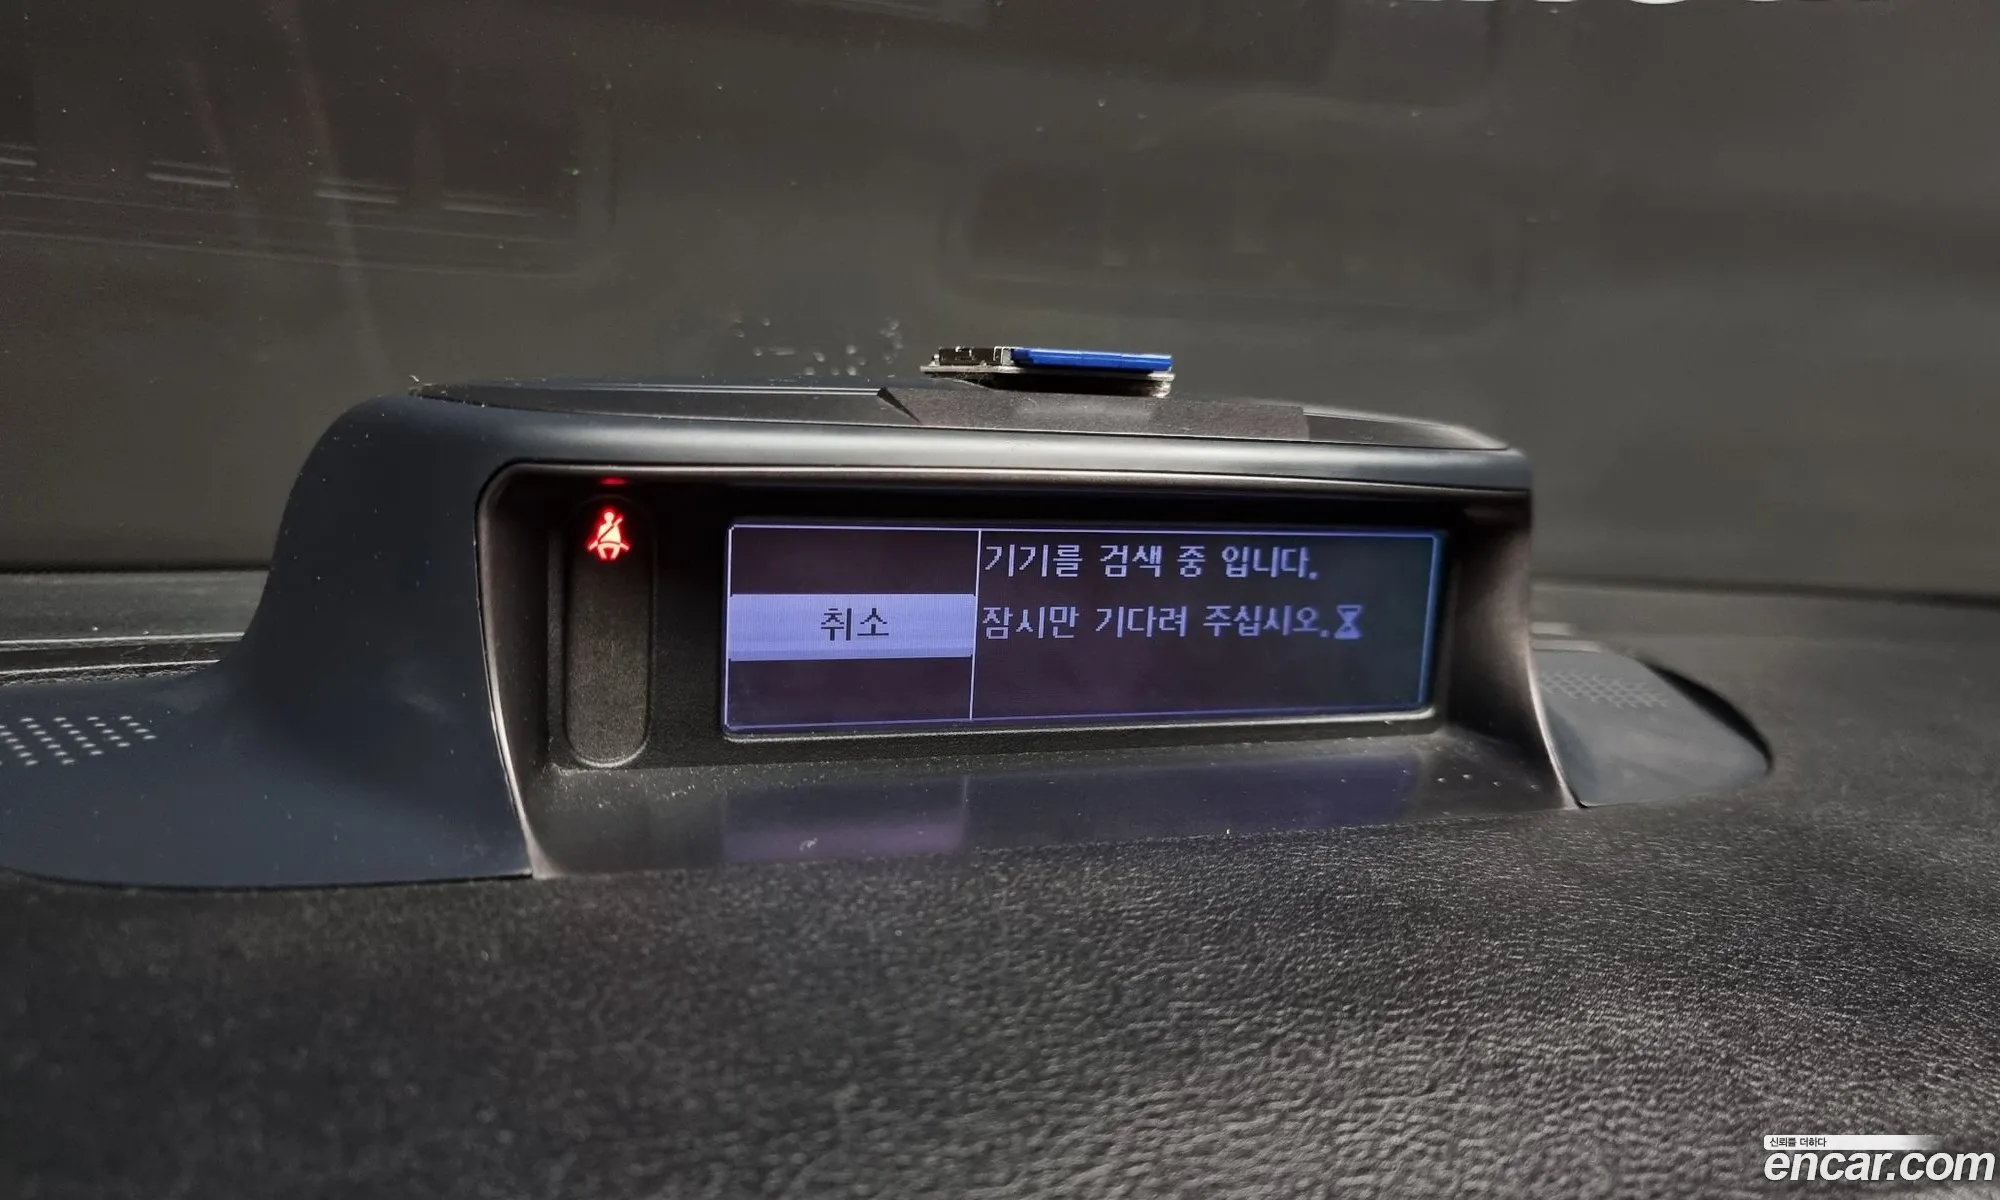 기기를 검색 중 입니다.
취소
잠시만 기다려 주십시오.
신뢰를 더하다
encar.com